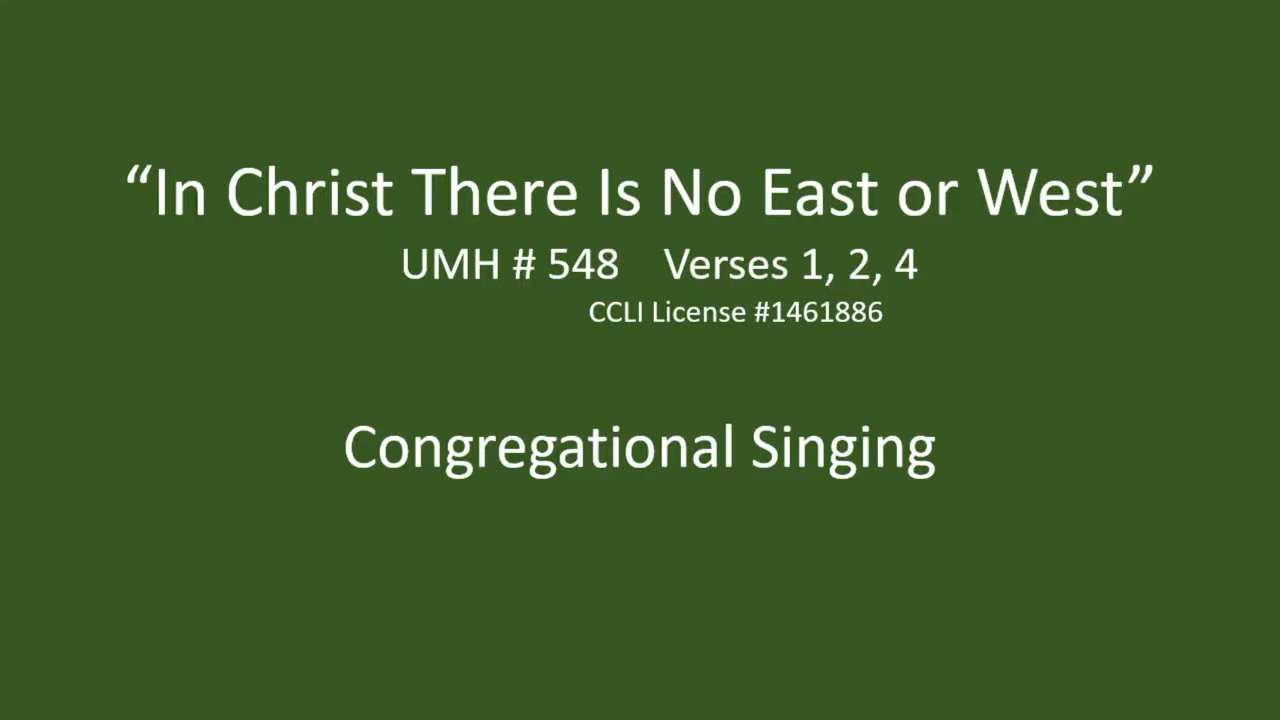 “In Christ There Is No East or West”
UMH # 548 Verses 1, 2, 4
CCLI License #1461886
Congregational Singing